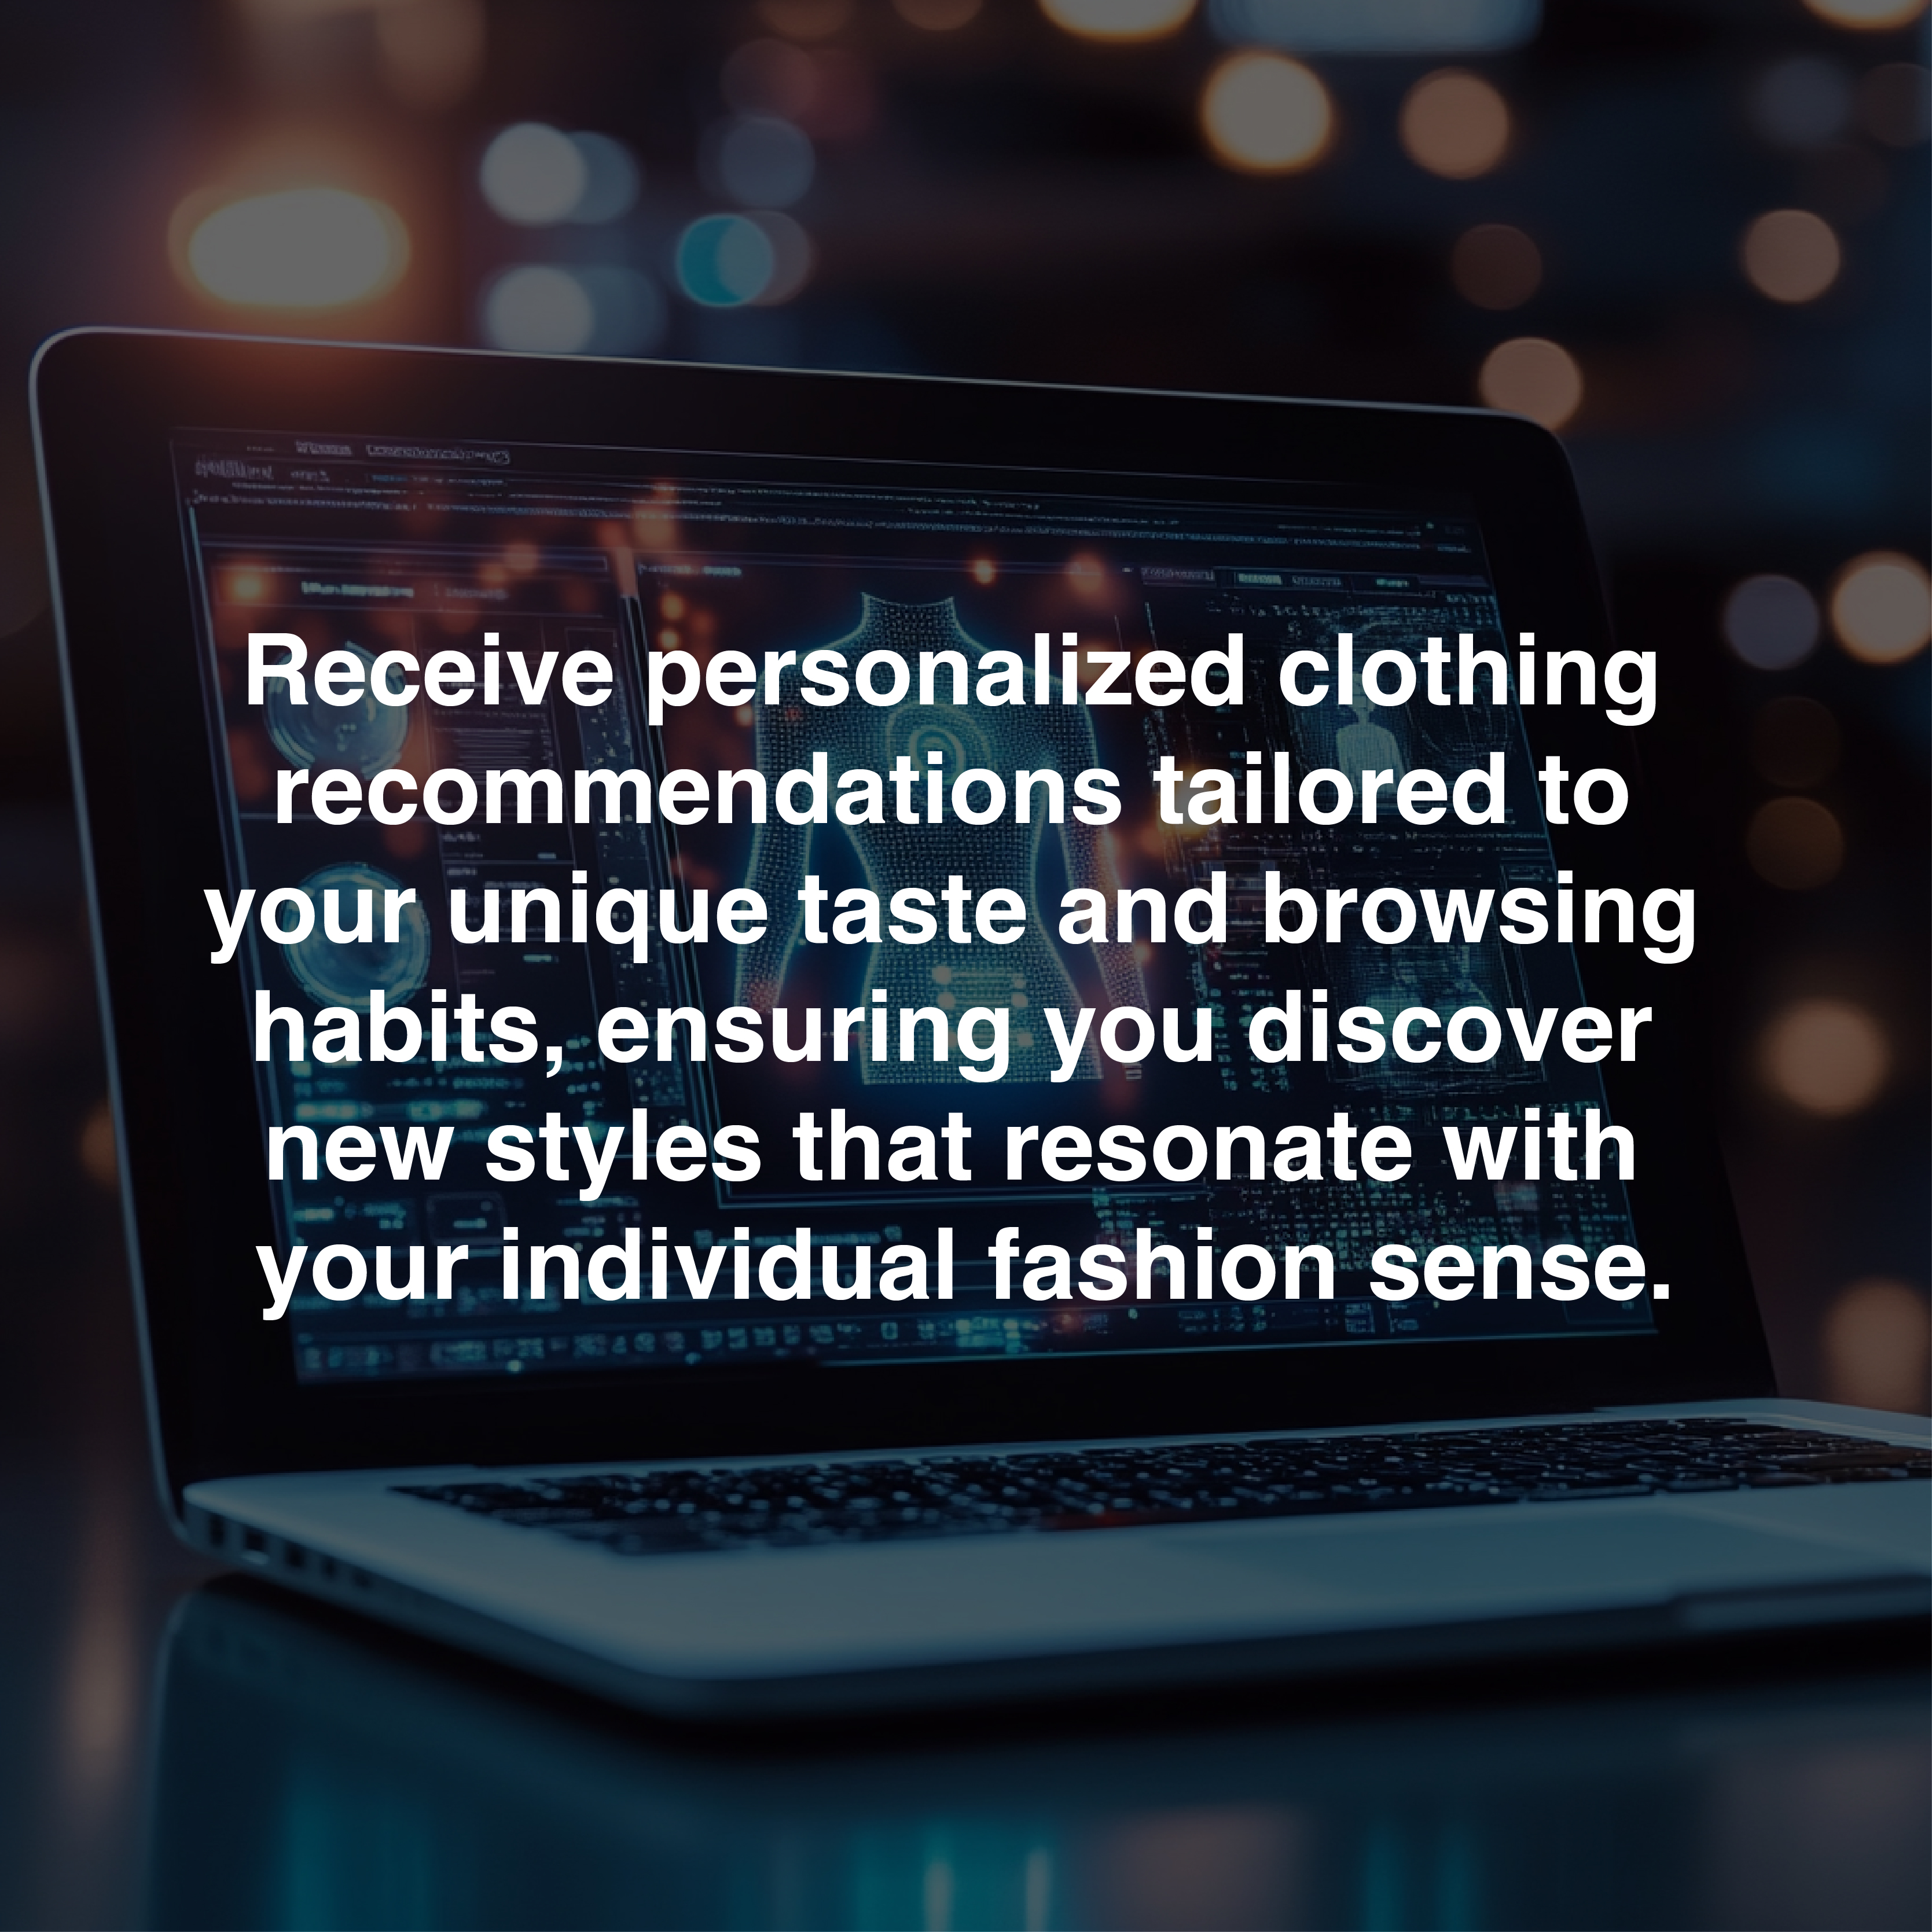 Receive personalized clothing
recommendations tailored to
your unique taste and browsing
habits, ensuring you discover
new styles that resonate with
your individual fashion sense.